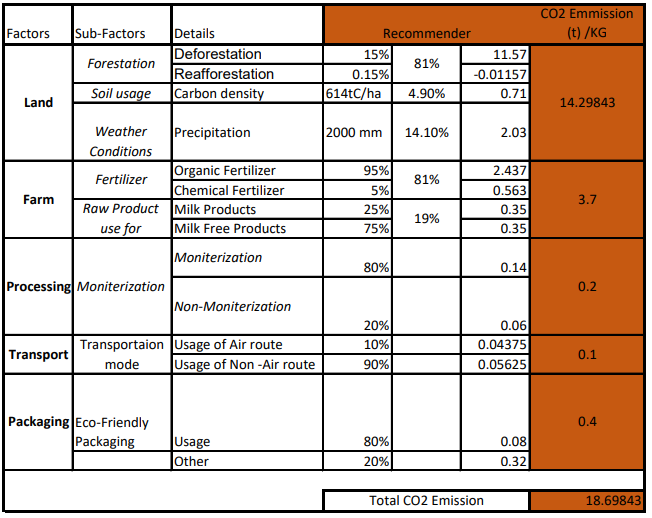 Factors Sub-Factors Details Recommender CO2 Emmission (t) /KG
Land Forestation Deforestation 15% 81% 11.57 14.29843
Reafforestation 0.15% -0.01157
Soil usage Carbon density 614tC/ha 4.90% 0.71
Weather Conditions Precipitation 2000 mm 14.10% 2.03
Farm Fertilizer Organic Fertilizer 95% 81% 2.437 3.7
Chemical Fertilizer 5% 0.563
Raw Product use for Milk Products 25% 19% 0.35
Milk Free Products 75% 0.35
Processing Moniterization Moniterization 80% 0.14 0.2
Non-Moniterization 20% 0.06
Transport Transportaion mode Usage of Air route 10% 0.04375 0.1
Usage of Non -Air route 90% 0.05625
Packaging Eco-Friendly Packaging Usage 80% 0.08 0.4
Other 20% 0.32
Total CO2 Emission 18.69843